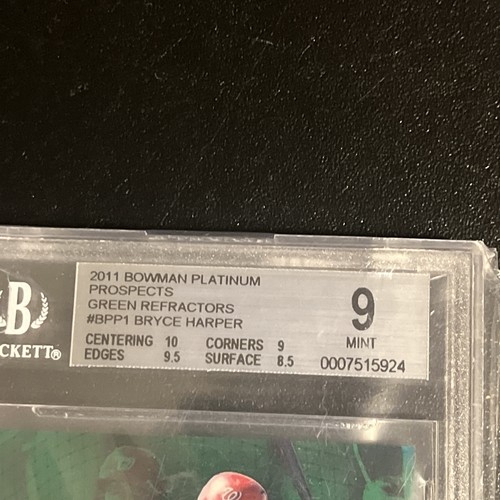 2011 BOWMAN PLATINUM
PROSPECTS
GREEN REFRACTORS
#BPP1 BRYCE HARPER
CENTERING 10 CORNERS 9
EDGES 9.5 SURFACE 8.5
9
MINT
0007515924
B
CKETT®